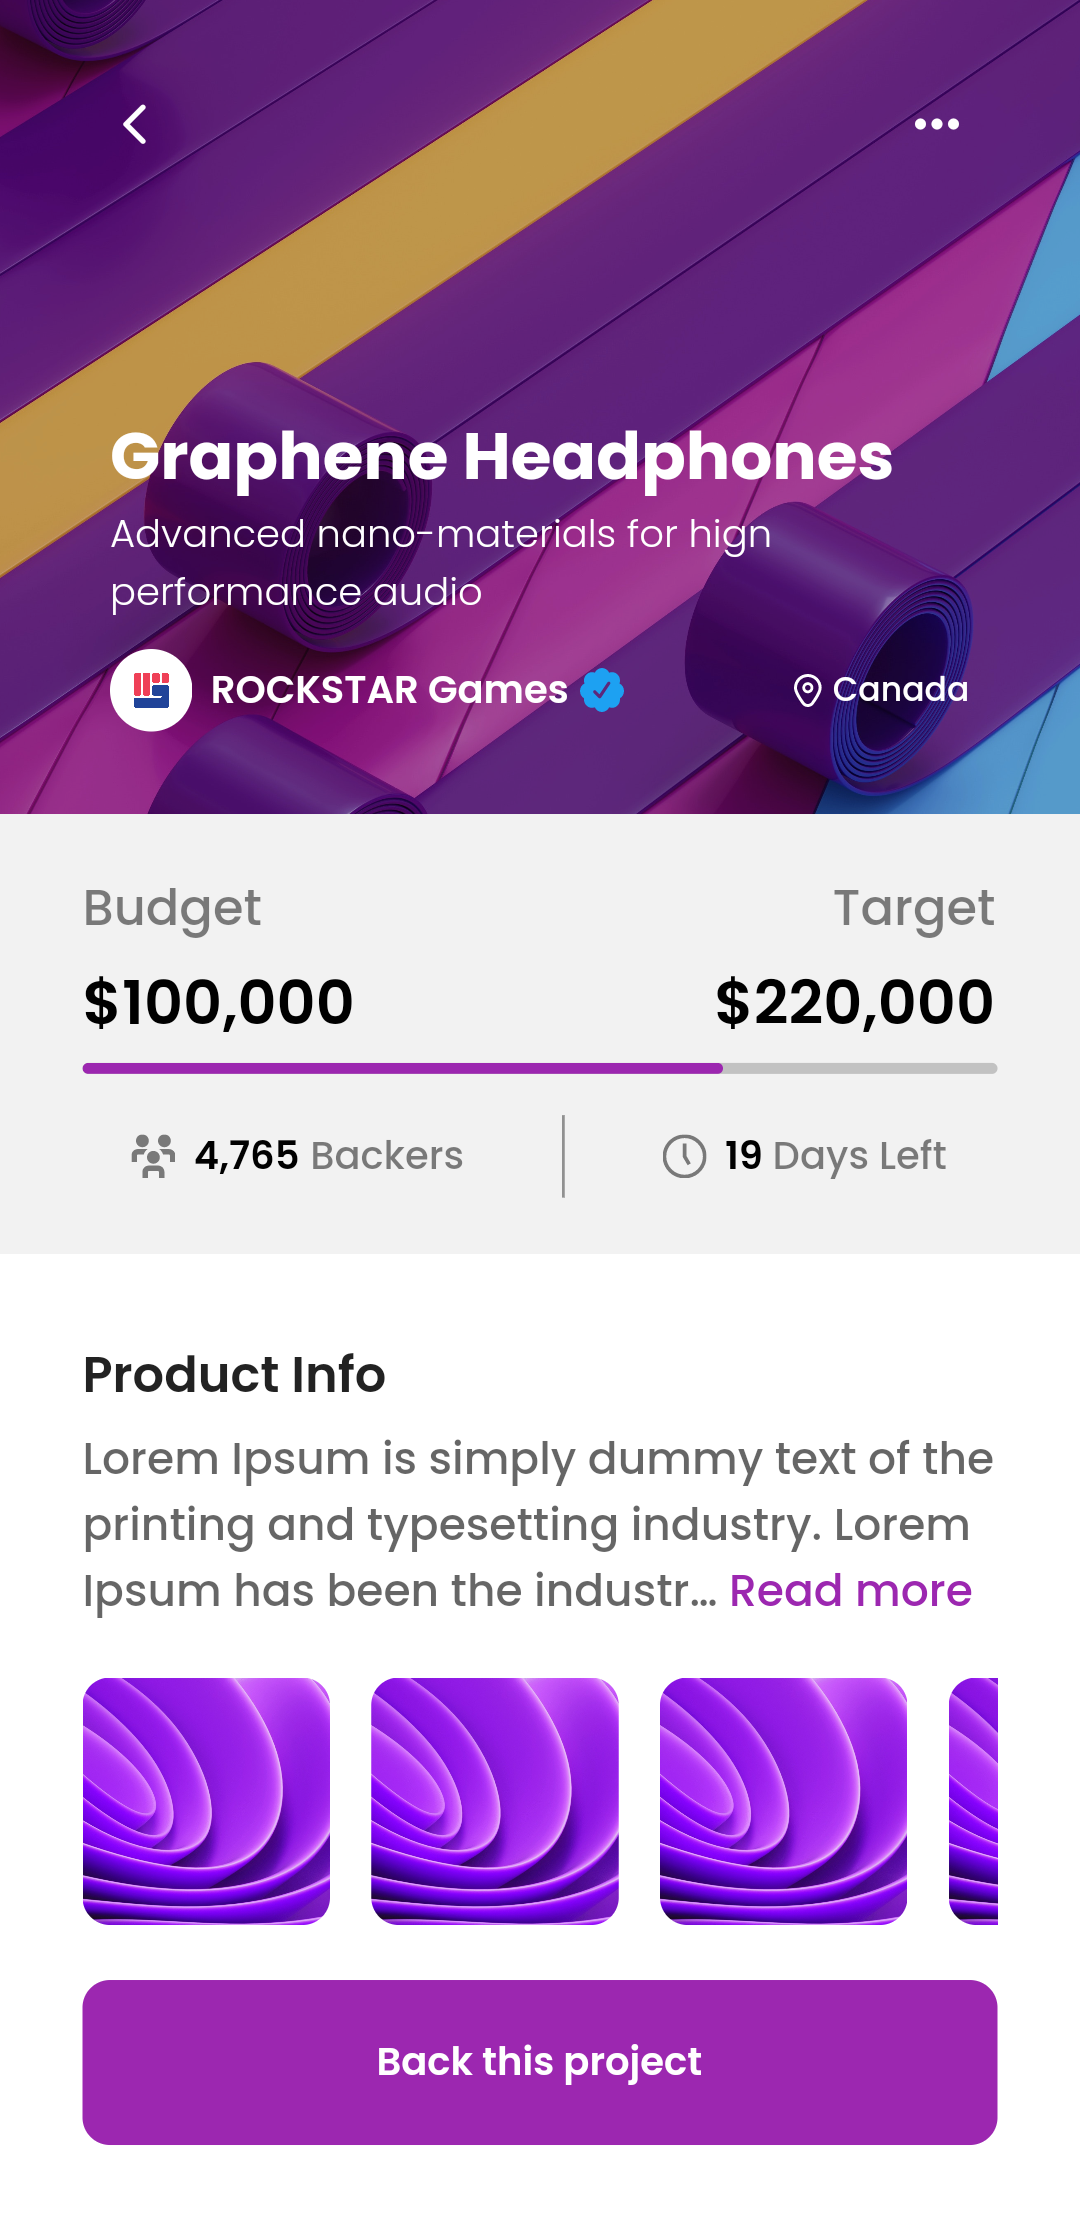 Graphene Headphones
Advanced nano-materials for hign
performance audio
ROCKSTAR Games
Canada
Budget
Target
$100,000
$220,000
4,765 Backers
19 Days Left
Product Info
Lorem Ipsum is simply dummy text of the
printing and typesetting industry. Lorem
Ipsum has been the industr... Read more
Back this project